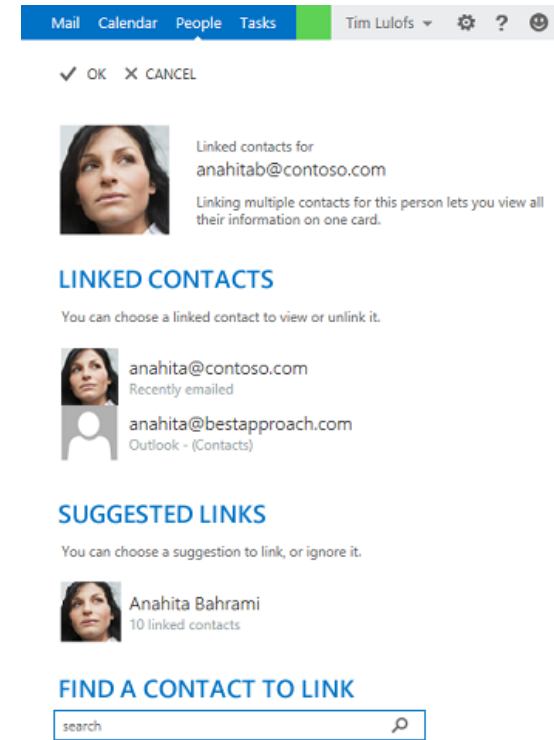 Mail Calendar People Tasks Tim Lulofs ?
OK CANCEL
Linked contacts for
anahitab@contoso.com
Linking multiple contacts for this person lets you view all
their information on one card.
LINKED CONTACTS
You can choose a linked contact to view or unlink it.
anahita@contoso.com
Recently emailed
anahita@bestapproach.com
Outlook - (Contacts)
SUGGESTED LINKS
You can choose a suggestion to link, or ignore it.
Anahita Bahrami
10 linked contacts
FIND A CONTACT TO LINK
search